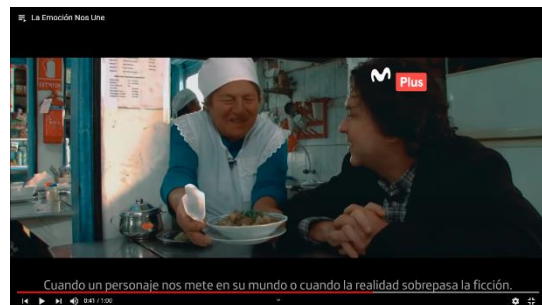 La Emoción Nos Une
Plus
Cuando un personaje nos mete en su mundo o cuando la realidad sobrepasa la ficción.
0:41 / 1:00